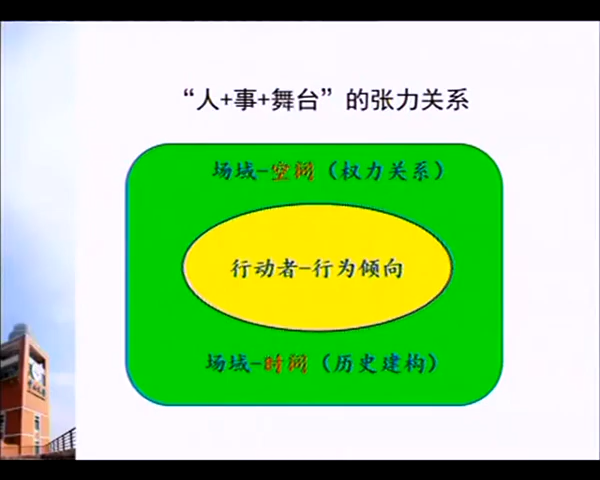 “人+事+舞台”的张力关系
场域-空间（权力关系）
行动者-行为倾向
场域-时间（历史建构）